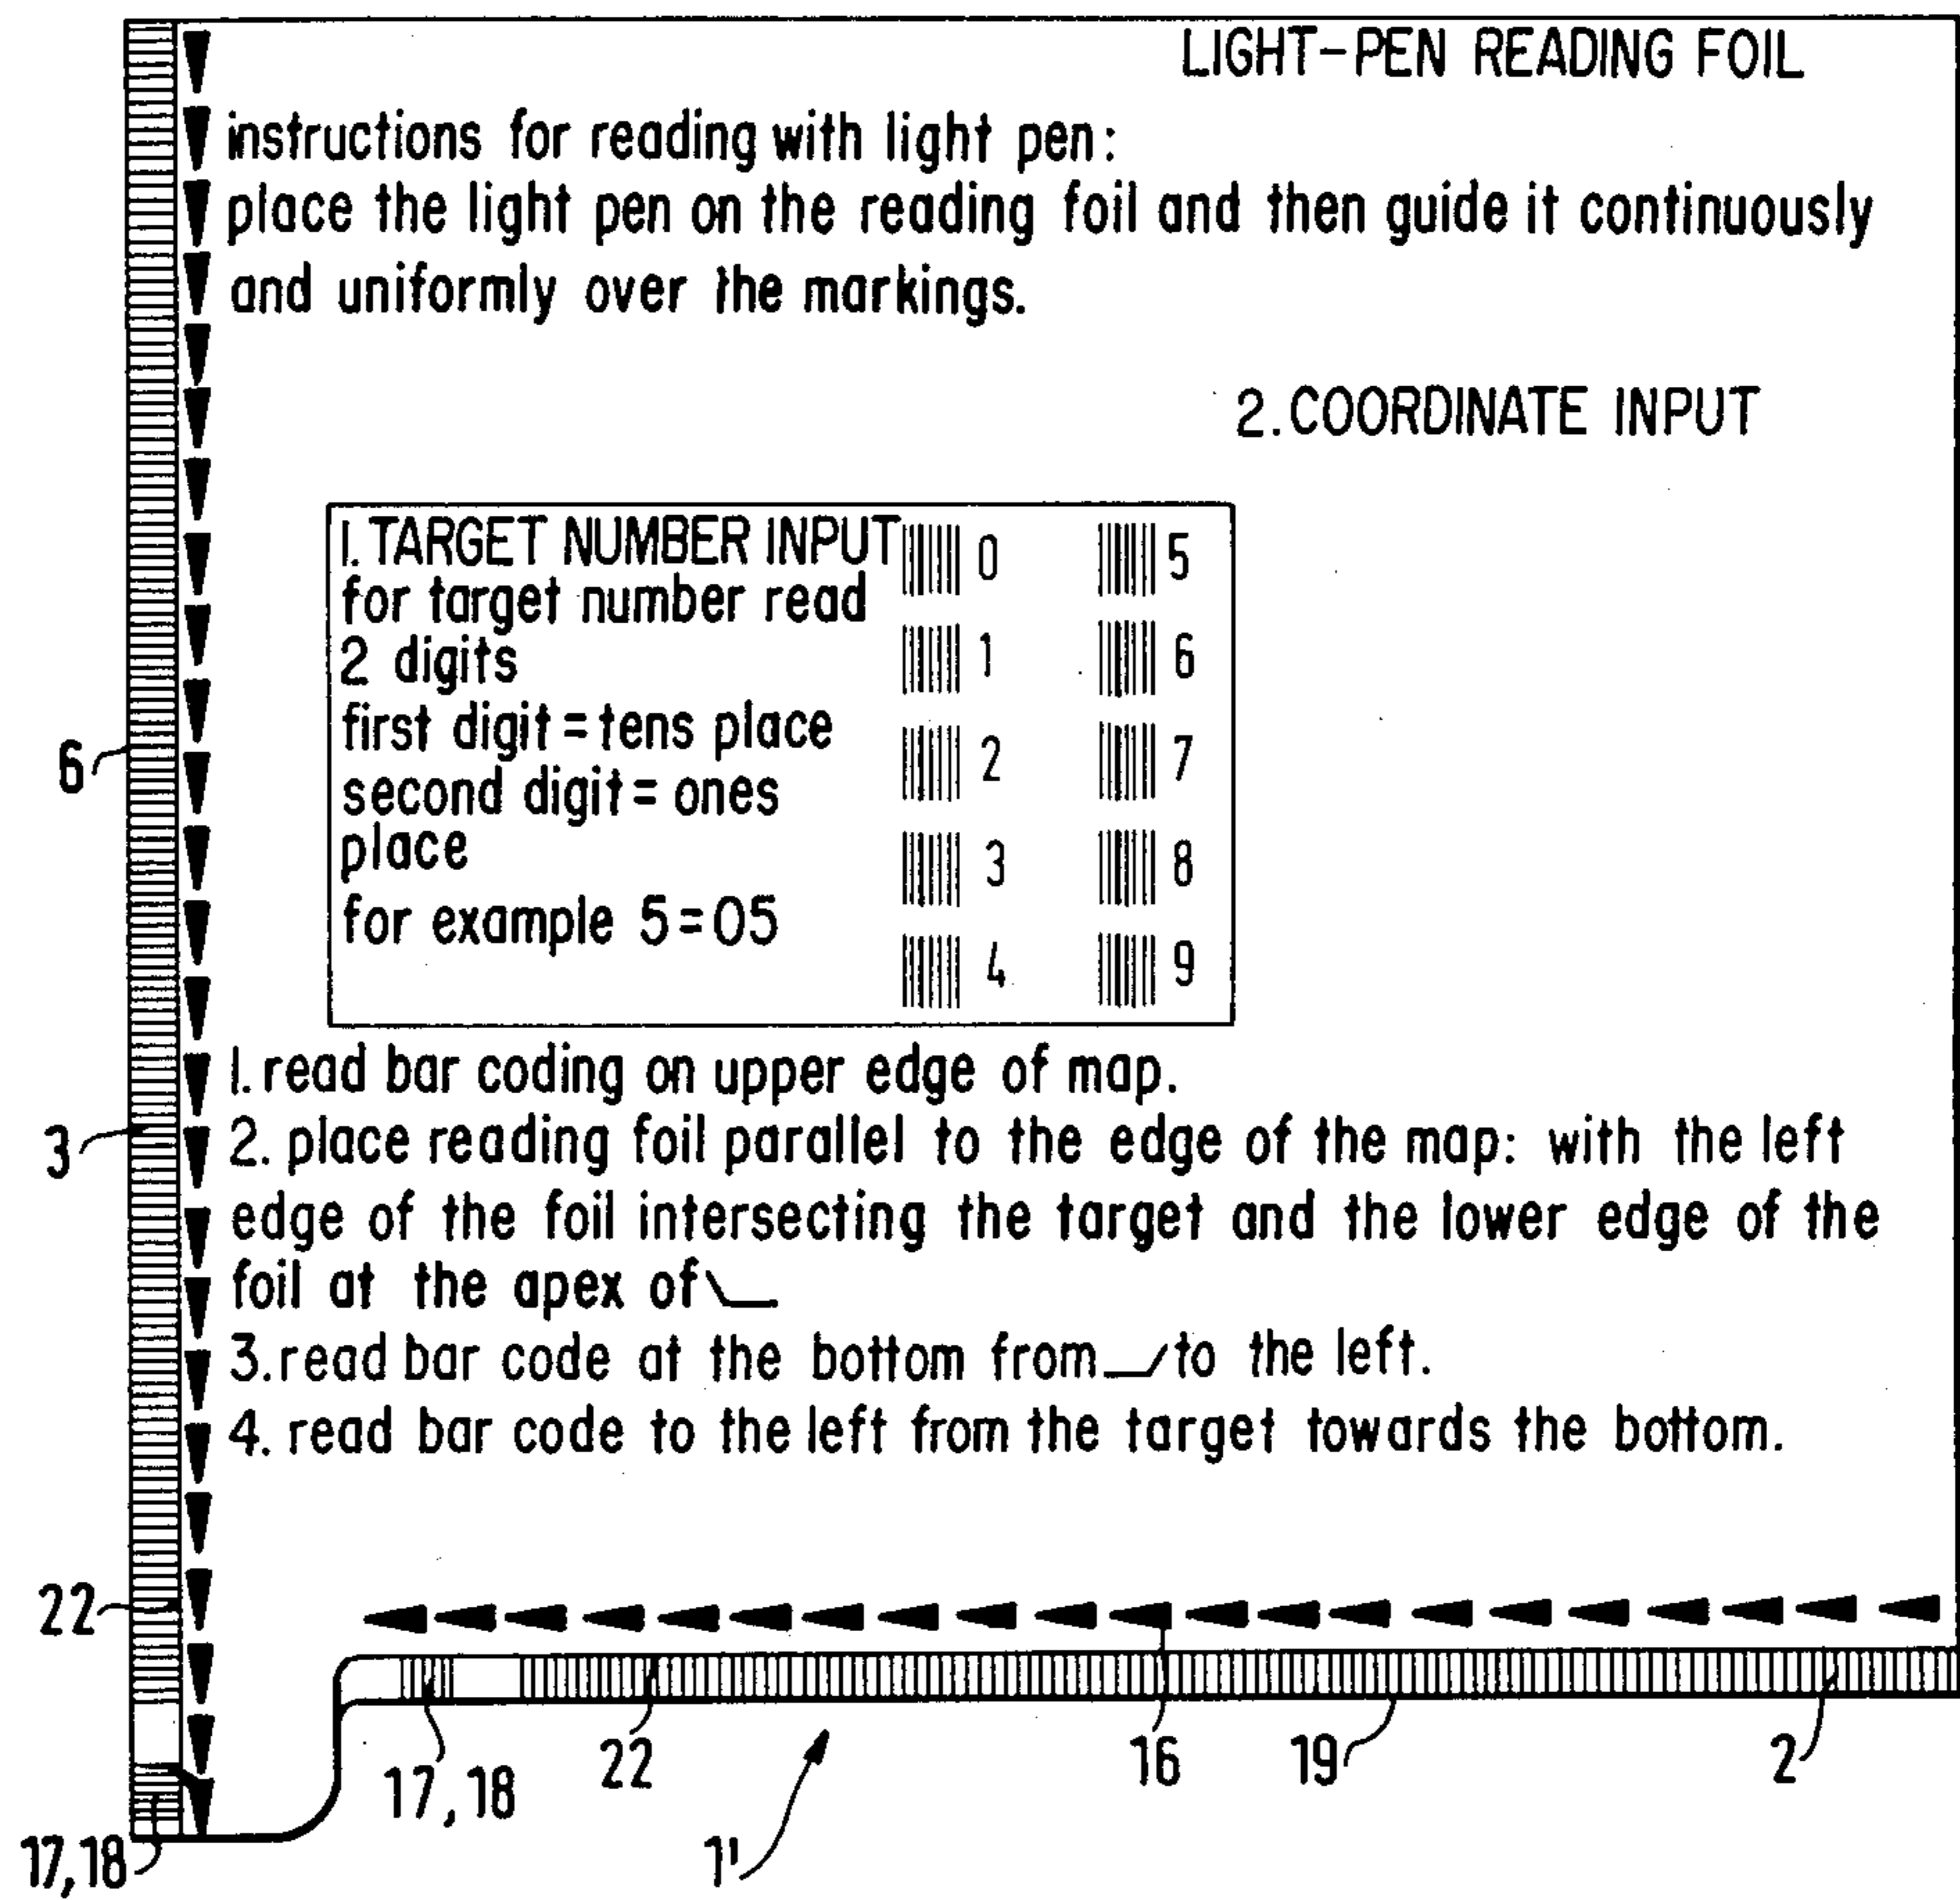 LIGHT-PEN READING FOIL
instructions for reading with light pen:
place the light pen on the reading foil and then guide it continuously
and uniformly over the markings.
2. COORDINATE INPUT
1. TARGET NUMBER INPUT
for target number read
2 digits
first digit = tens place
second digit = ones
place
for example 5 = 05
0 5
1 6
2 7
3 8
4 9
6
3
1. read bar coding on upper edge of map.
2. place reading foil parallel to the edge of the map: with the left
edge of the foil intersecting the target and the lower edge of the
foil at the apex of
3. read bar code at the bottom from to the left.
4. read bar code to the left from the target towards the bottom.
22
17,18 22 16 19 2
17,18 1'